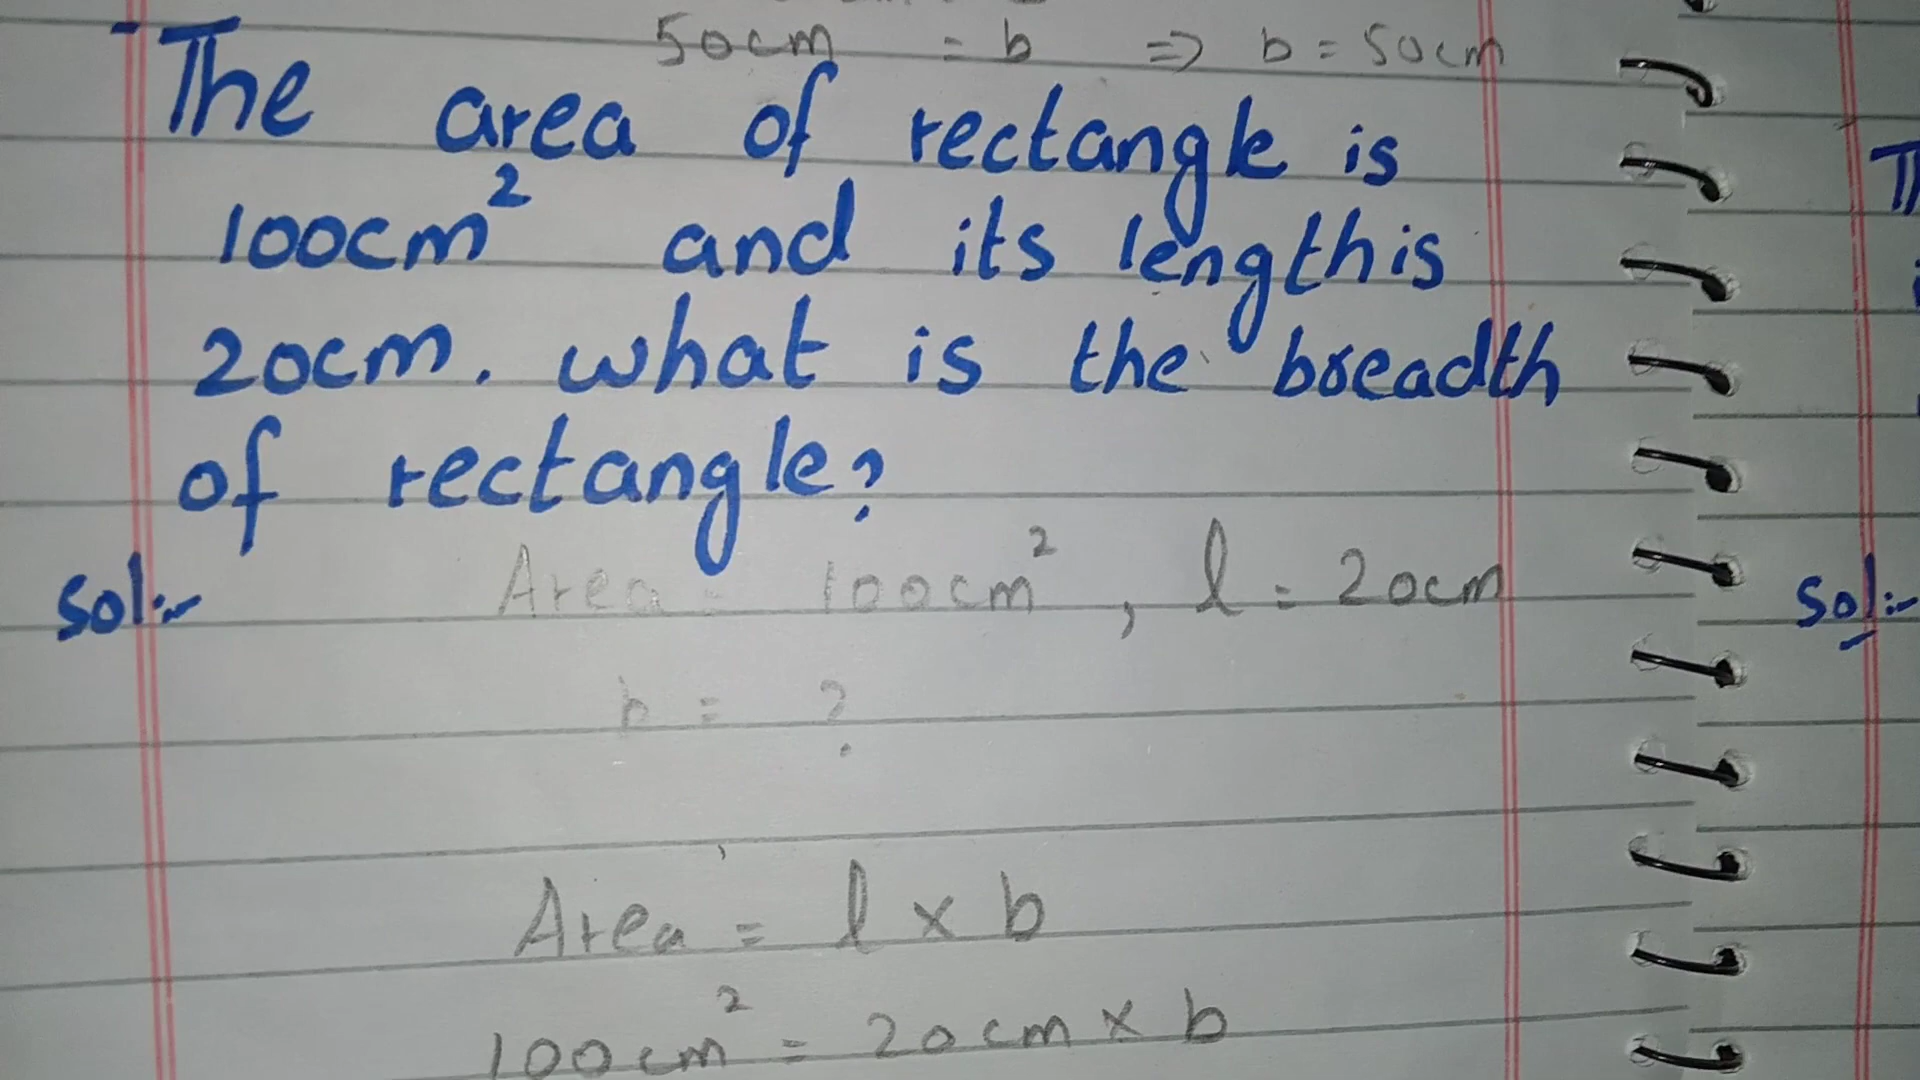 50cm = b => b = 50cm
The area of rectangle is
100cm² and its length is
20cm. what is the breadth
of rectangle?
Sol:- Area = 100cm², l = 20cm
b = ?
Area = l × b
100cm² = 20cm × b
Sol:-